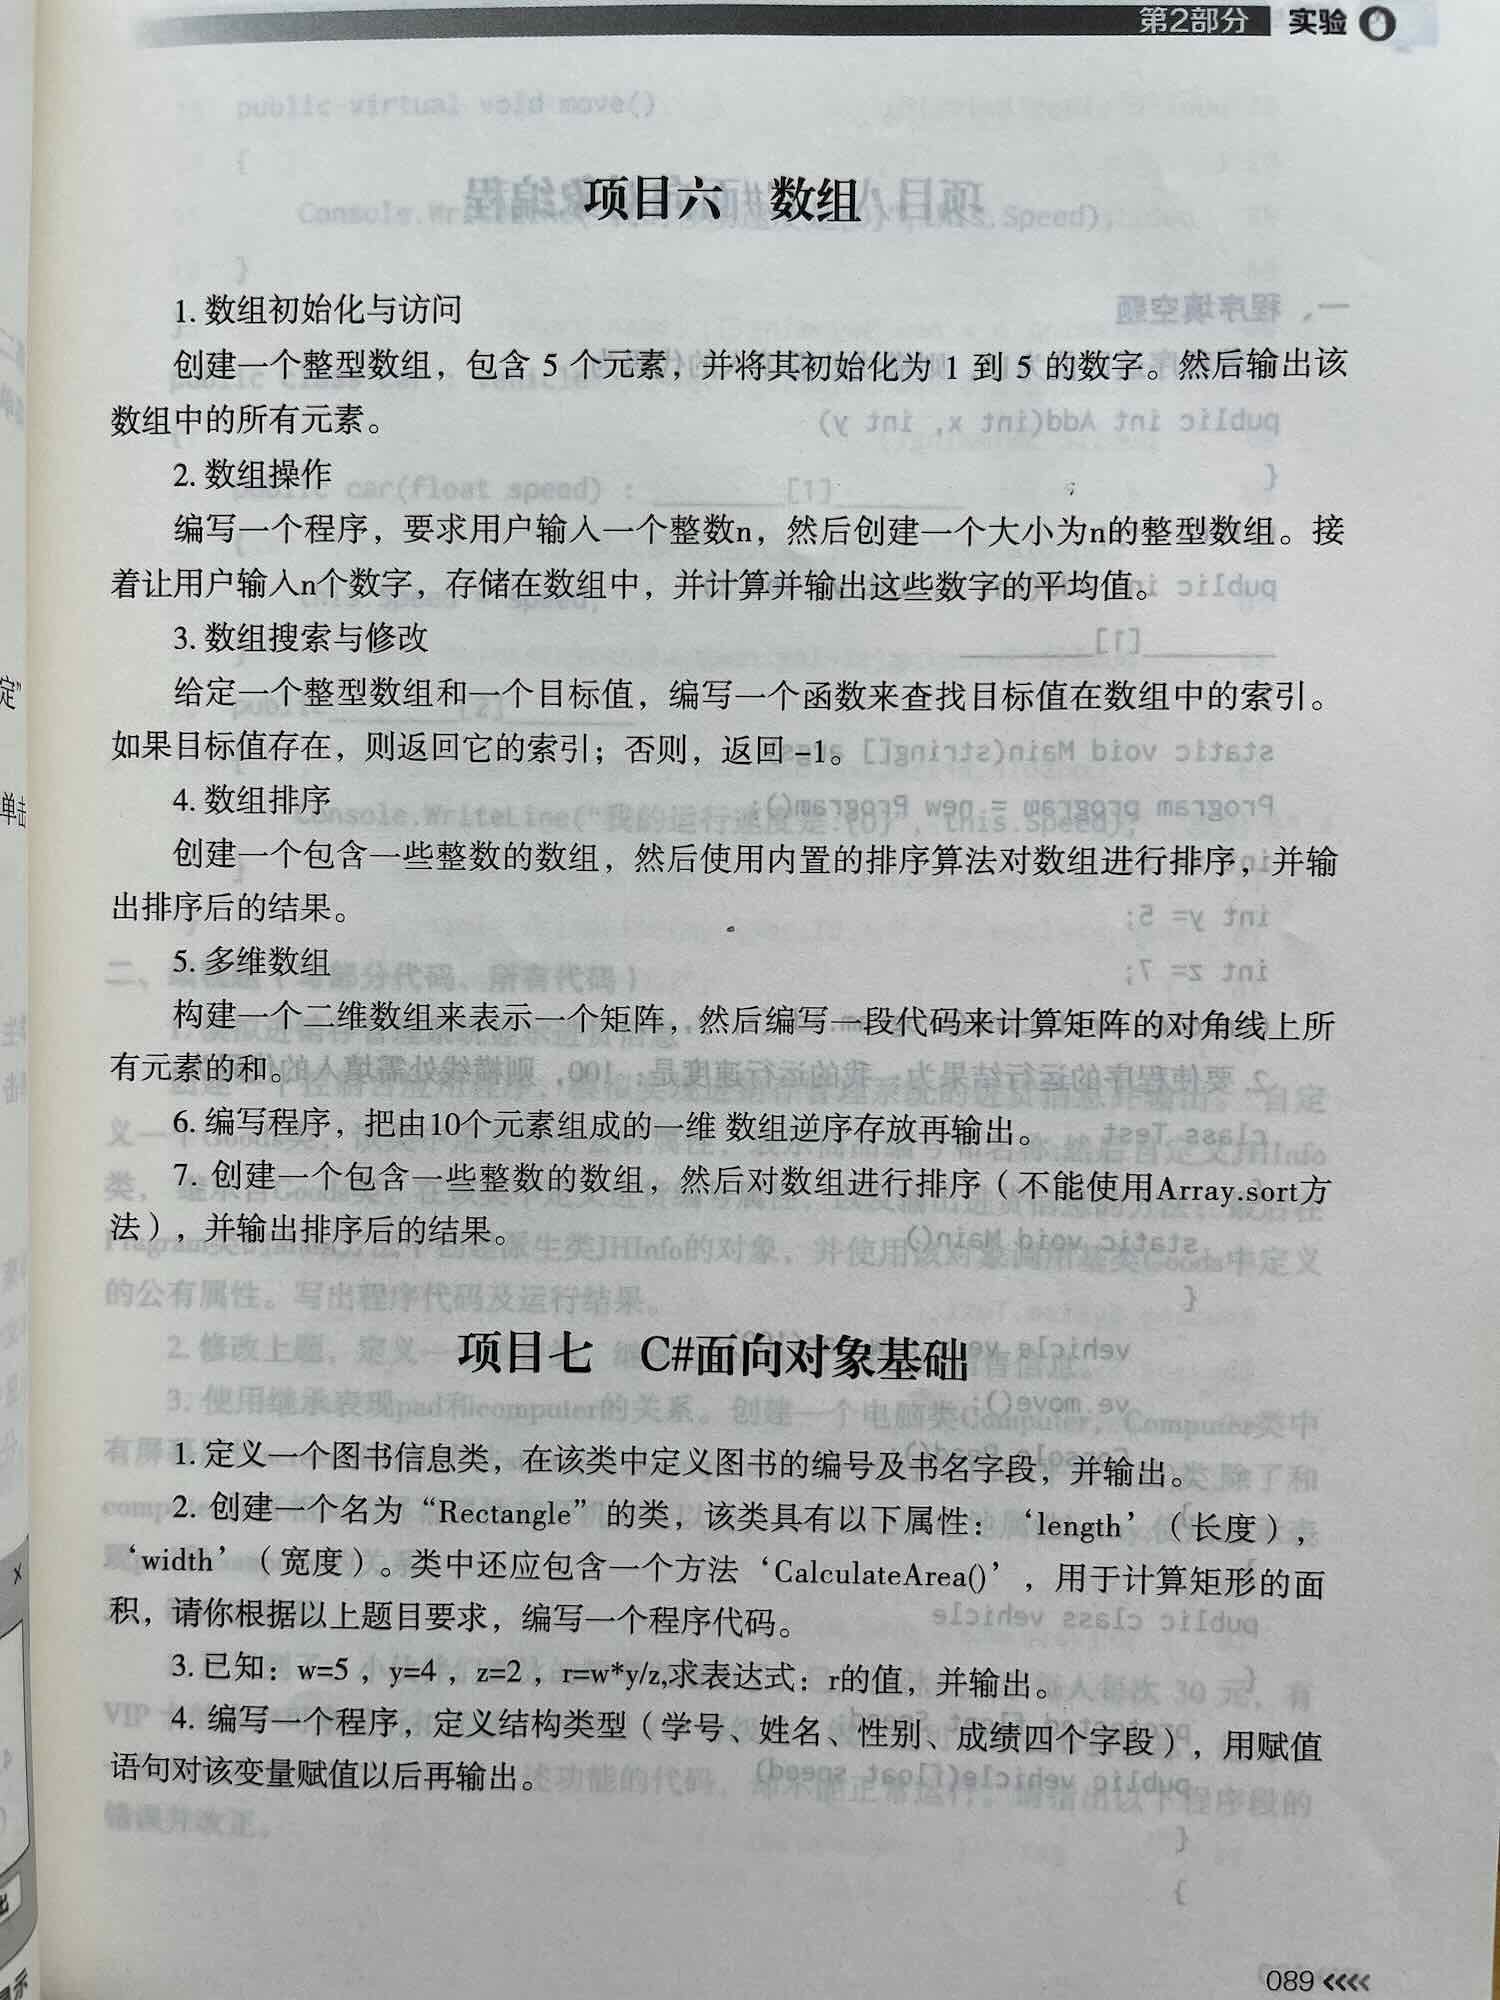 第2部分 实验
项目六 数组
1. 数组初始化与访问
创建一个整型数组，包含 5 个元素，并将其初始化为 1 到 5 的数字。然后输出该
数组中的所有元素。
2. 数组操作
编写一个程序，要求用户输入一个整数n，然后创建一个大小为n的整型数组。接
着让用户输入n个数字，存储在数组中，并计算并输出这些数字的平均值。
3. 数组搜索与修改
给定一个整型数组和一个目标值，编写一个函数来查找目标值在数组中的索引。
如果目标值存在，则返回它的索引；否则，返回 –1。
4. 数组排序
创建一个包含一些整数的数组，然后使用内置的排序算法对数组进行排序，并输
出排序后的结果。
5. 多维数组
构建一个二维数组来表示一个矩阵，然后编写一段代码来计算矩阵的对角线上所
有元素的和。
6. 编写程序，把由10个元素组成的一维 数组逆序存放再输出。
7. 创建一个包含一些整数的数组，然后对数组进行排序（不能使用Array.sort方
法），并输出排序后的结果。
项目七 C#面向对象基础
1. 定义一个图书信息类，在该类中定义图书的编号及书名字段，并输出。
2. 创建一个名为“Rectangle”的类，该类具有以下属性：‘length’（长度），
‘width’（宽度）。类中还应包含一个方法‘CalculateArea()’，用于计算矩形的面
积，请你根据以上题目要求，编写一个程序代码。
3. 已知：w=5，y=4，z=2，r=w*y/z,求表达式：r的值，并输出。
4. 编写一个程序，定义结构类型（学号、姓名、性别、成绩四个字段），用赋值
语句对该变量赋值以后再输出。
089